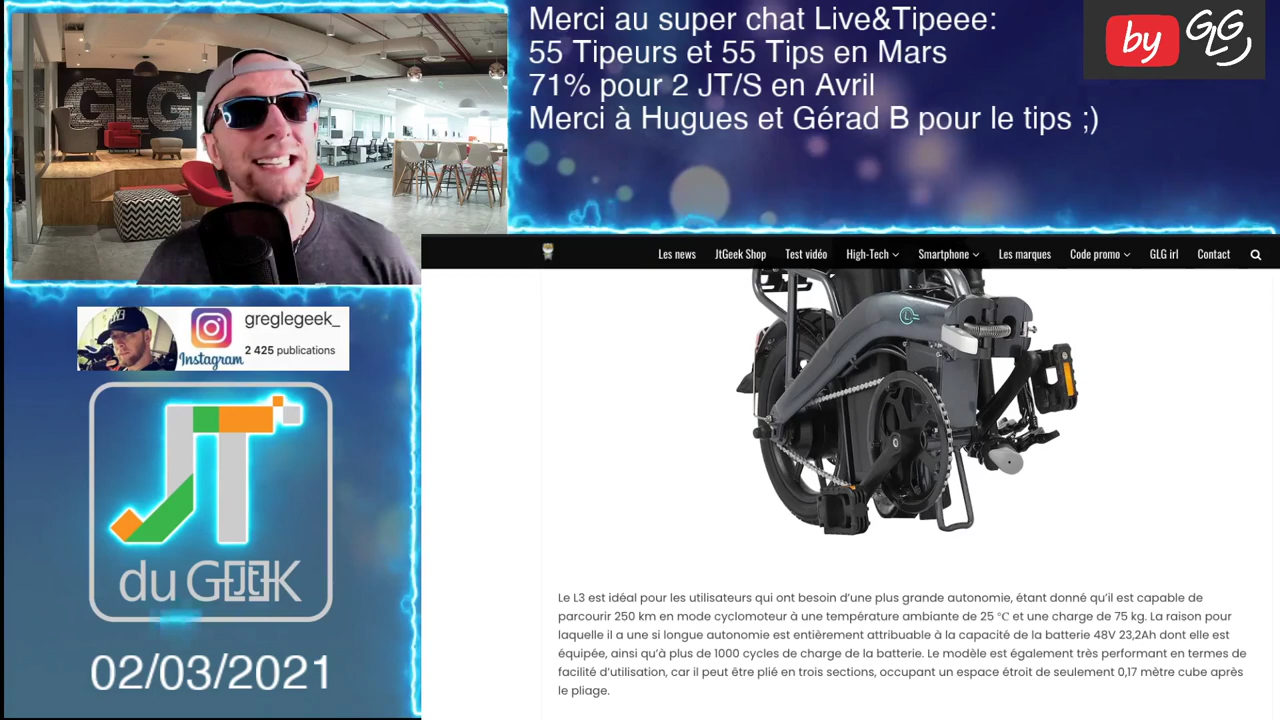 Merci au super chat Live&Tipeee:
55 Tipeurs et 55 Tips en Mars
71% pour 2 JT/S en Avril
Merci à Hugues et Gérad B pour le tips ;)
by GLG
GLG
Les news JtGeek Shop Test vidéo High-Tech Smartphone Les marques Code promo GLG irl Contact
greglegeek_
Instagram
2 425 publications
JT
du GEEK
02/03/2021
Le L3 est idéal pour les utilisateurs qui ont besoin d'une plus grande autonomie, étant donné qu'il est capable de
parcourir 250 km en mode cyclomoteur à une température ambiante de 25 °C et une charge de 75 kg. La raison pour
laquelle il a une si longue autonomie est entièrement attribuable à la capacité de la batterie 48V 23,2Ah dont elle est
équipée, ainsi qu'à plus de 1000 cycles de charge de la batterie. Le modèle est également très performant en termes de
facilité d'utilisation, car il peut être plié en trois sections, occupant un espace étroit de seulement 0,17 mètre cube après
le pliage.